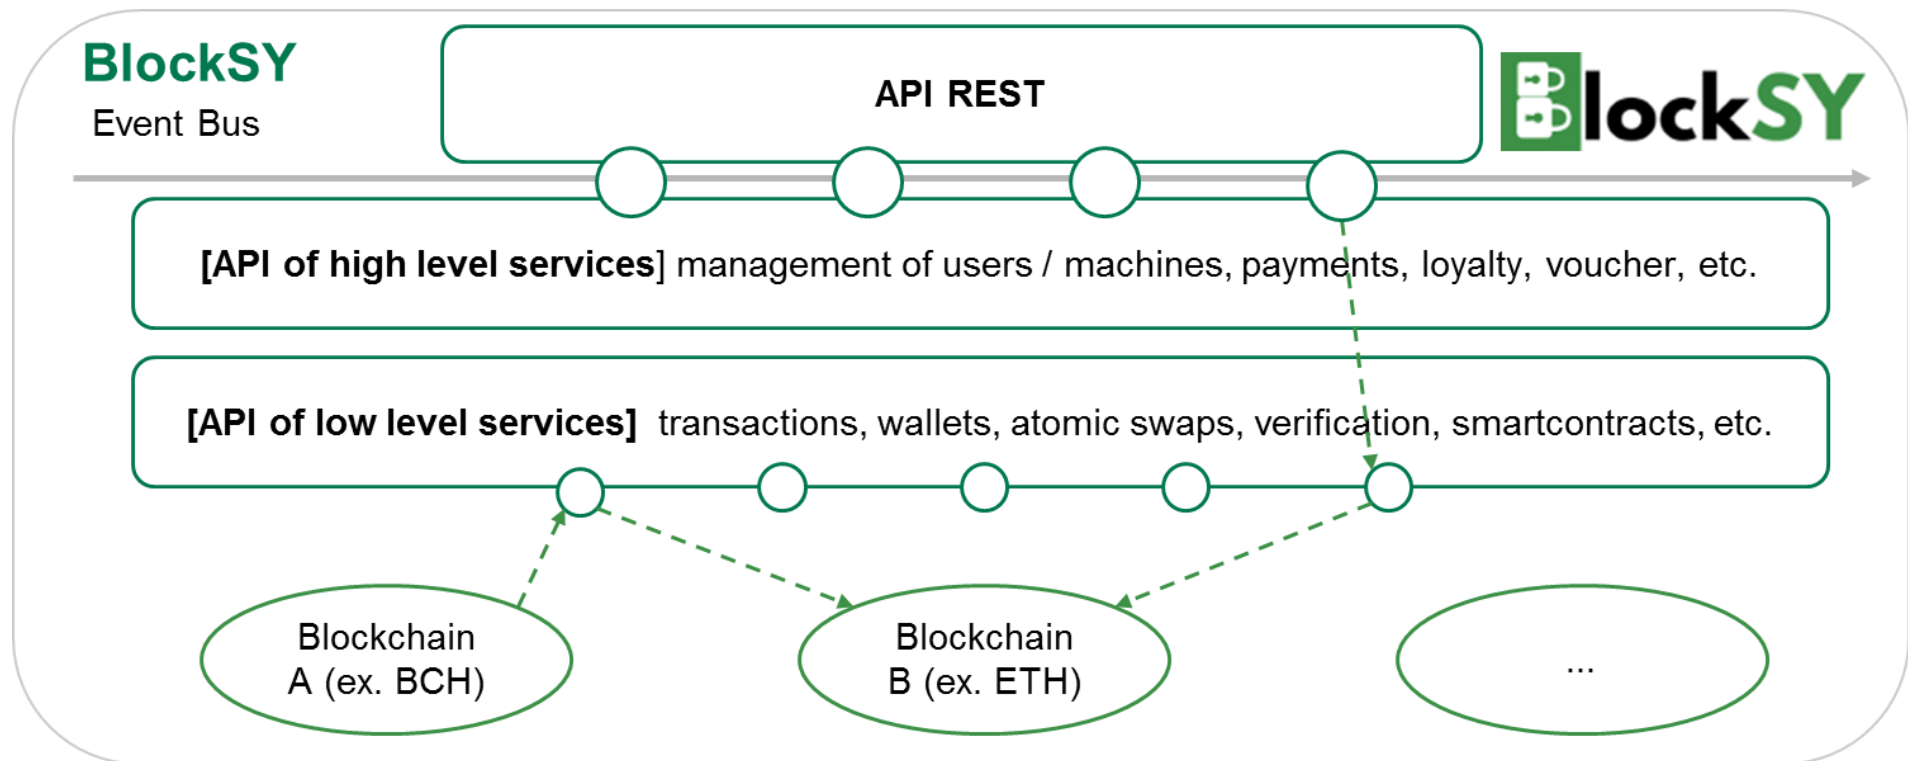 BlockSY
Event Bus
API REST
BlockSY
[API of high level services] management of users / machines, payments, loyalty, voucher, etc.
[API of low level services] transactions, wallets, atomic swaps, verification, smartcontracts, etc.
Blockchain
A (ex. BCH)
Blockchain
B (ex. ETH)
...